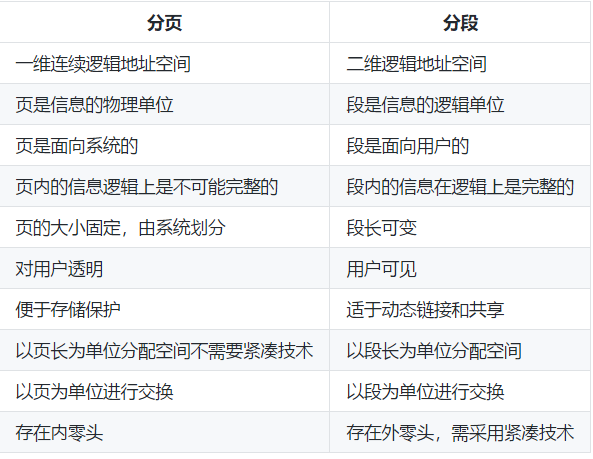 分页 分段
一维连续逻辑地址空间 二维逻辑地址空间
页是信息的物理单位 段是信息的逻辑单位
页是面向系统的 段是面向用户的
页内的信息逻辑上是不可能完整的 段内的信息在逻辑上是完整的
页的大小固定，由系统划分 段长可变
对用户透明 用户可见
便于存储保护 适于动态链接和共享
以页长为单位分配空间不需要紧凑技术 以段长为单位分配空间
以页为单位进行交换 以段为单位进行交换
存在内零头 存在外零头，需采用紧凑技术